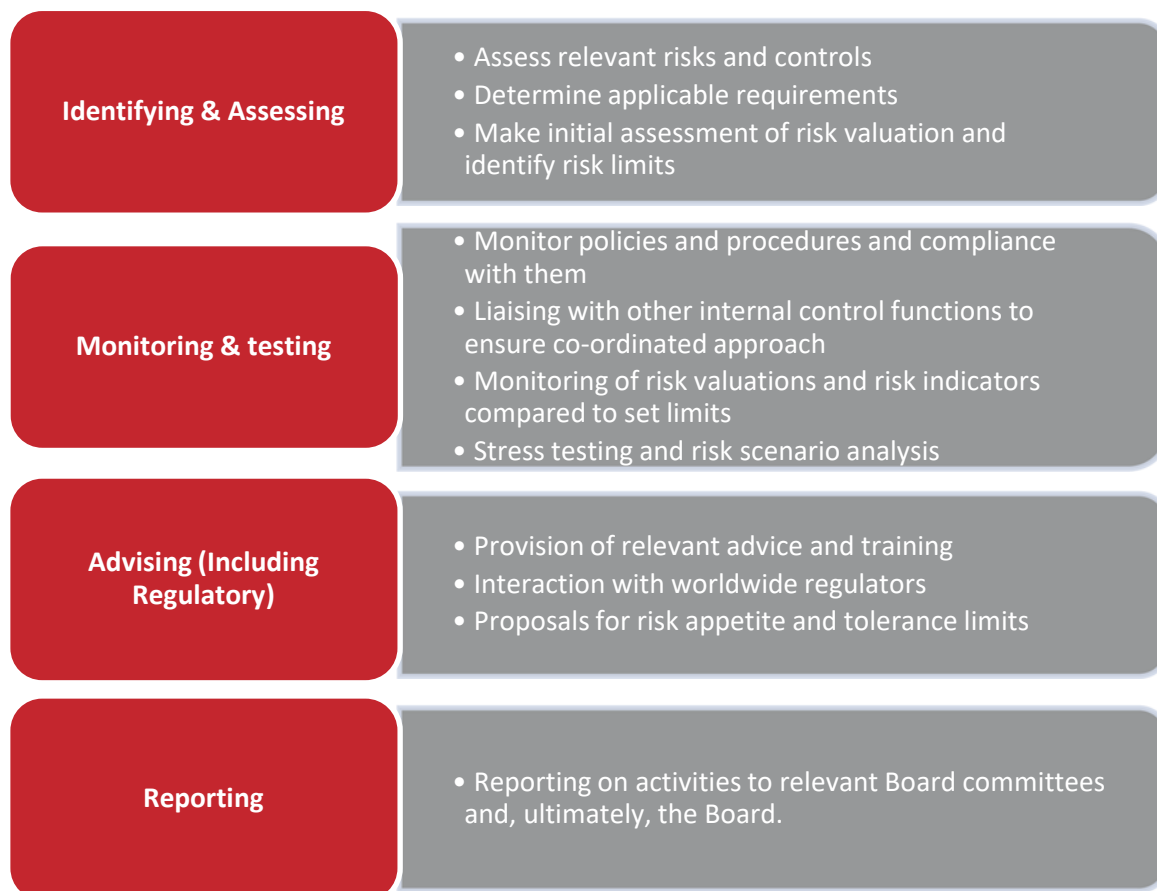 Identifying & Assessing
• Assess relevant risks and controls
• Determine applicable requirements
• Make initial assessment of risk valuation and
identify risk limits
Monitoring & testing
• Monitor policies and procedures and compliance
with them
• Liaising with other internal control functions to
ensure co-ordinated approach
• Monitoring of risk valuations and risk indicators
compared to set limits
• Stress testing and risk scenario analysis
Advising (Including
Regulatory)
• Provision of relevant advice and training
• Interaction with worldwide regulators
• Proposals for risk appetite and tolerance limits
Reporting
• Reporting on activities to relevant Board committees
and, ultimately, the Board.